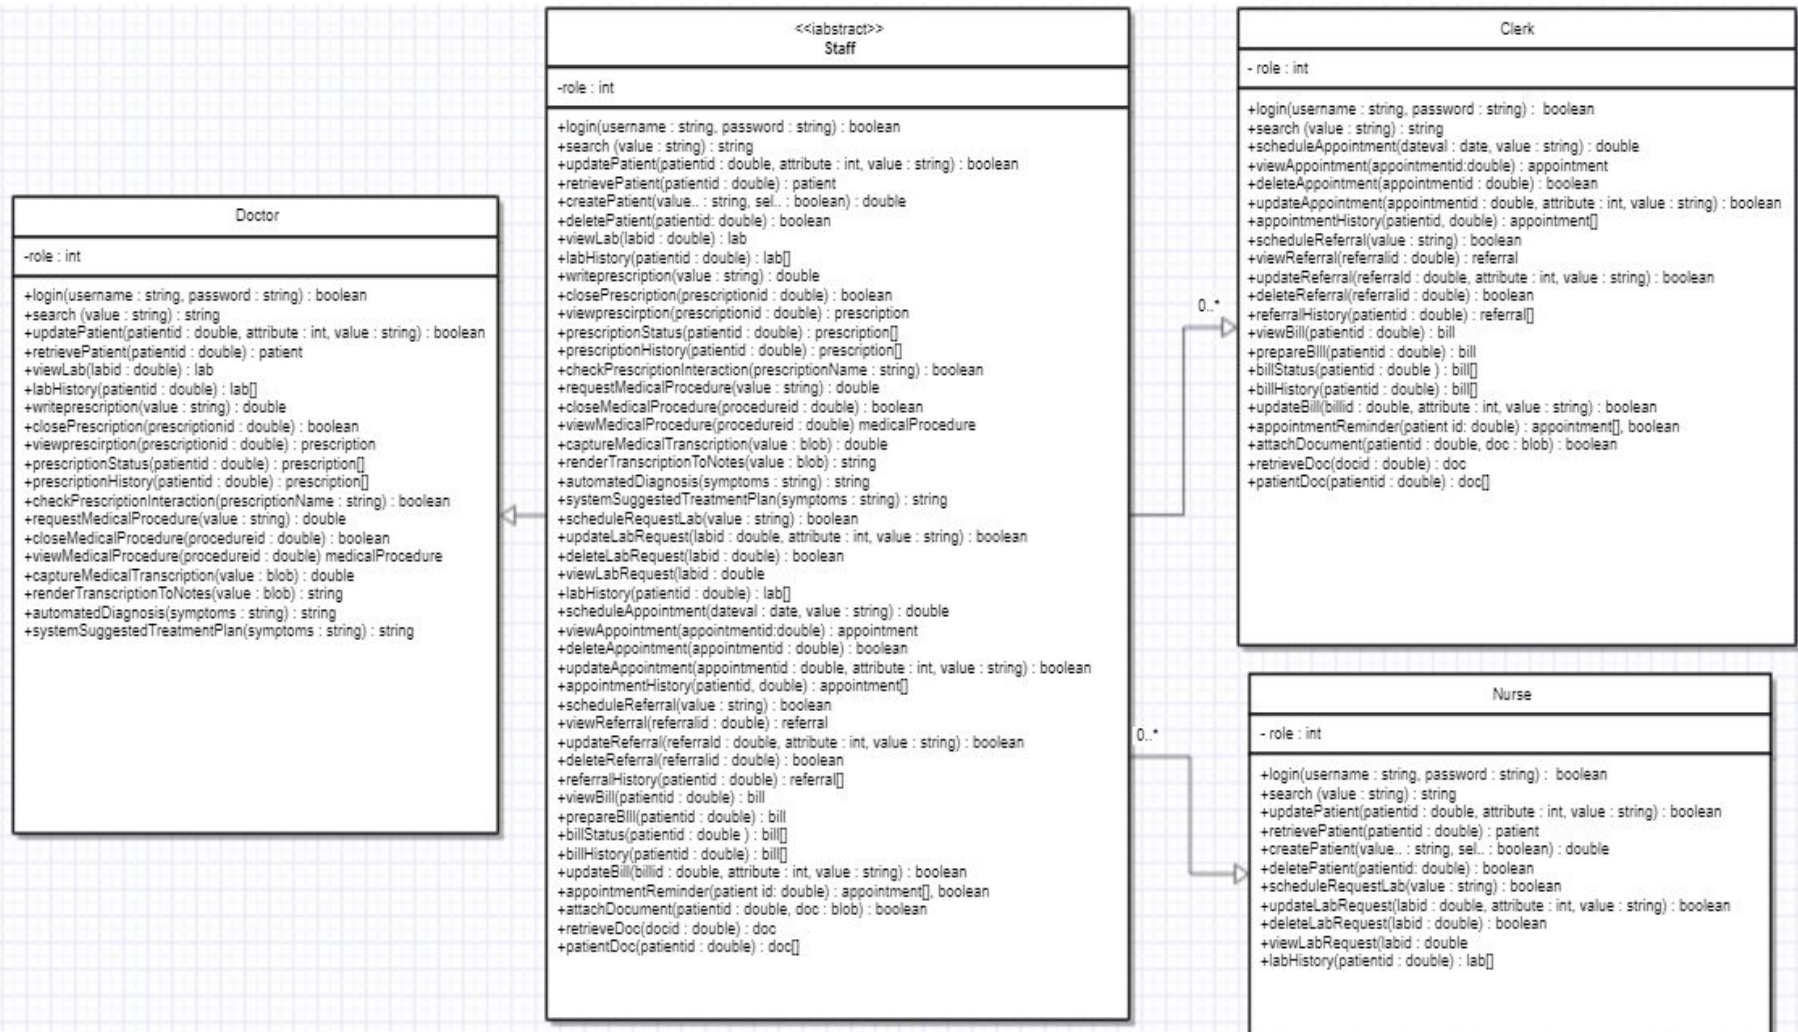 Doctor
-role : int
+login(username : string, password : string) : boolean
+search (value : string) : string
+updatePatient(patientid : double, attribute : int, value : string) : boolean
+retrievePatient(patientid : double) : patient
+viewLab(labid : double) : lab
+labHistory(patientid : double) : lab[]
+writeprescription(value : string) : double
+closePrescription(prescriptionid : double) : boolean
+viewprescirption(prescriptionid : double) : prescription
+prescriptionStatus(patientid : double) : prescription[]
+prescriptionHistory(patientid : double) : prescription[]
+checkPrescriptionInteraction(prescriptionName : string) : boolean
+requestMedicalProcedure(value : string) : double
+closeMedicalProcedure(procedureid : double) : boolean
+viewMedicalProcedure(procedureid : double) medicalProcedure
+captureMedicalTranscription(value : blob) : double
+renderTranscriptionToNotes(value : blob) : string
+automatedDiagnosis(symptoms : string) : string
+systemSuggestedTreatmentPlan(symptoms : string) : string
<<iabstract>>
Staff
-role : int
+login(username : string, password : string) : boolean
+search (value : string) : string
+updatePatient(patientid : double, attribute : int, value : string) : boolean
+retrievePatient(patientid : double) : patient
+createPatient(value.. : string, sel.. : boolean) : double
+deletePatient(patientid: double) : boolean
+viewLab(labid : double) : lab
+labHistory(patientid : double) : lab[]
+writeprescription(value : string) : double
+closePrescription(prescriptionid : double) : boolean
+viewprescirption(prescriptionid : double) : prescription
+prescriptionStatus(patientid : double) : prescription[]
+prescriptionHistory(patientid : double) : prescription[]
+checkPrescriptionInteraction(prescriptionName : string) : boolean
+requestMedicalProcedure(value : string) : double
+closeMedicalProcedure(procedureid : double) : boolean
+viewMedicalProcedure(procedureid : double) medicalProcedure
+captureMedicalTranscription(value : blob) : double
+renderTranscriptionToNotes(value : blob) : string
+automatedDiagnosis(symptoms : string) : string
+systemSuggestedTreatmentPlan(symptoms : string) : string
+scheduleRequestLab(value : string) : boolean
+updateLabRequest(labid : double, attribute : int, value : string) : boolean
+deleteLabRequest(labid : double) : boolean
+viewLabRequest(labid : double
+labHistory(patientid : double) : lab[]
+scheduleAppointment(dateval : date, value : string) : double
+viewAppointment(appointmentid:double) : appointment
+deleteAppointment(appointmentid : double) : boolean
+updateAppointment(appointmentid : double, attribute : int, value : string) : boolean
+appointmentHistory(patientid, double) : appointment[]
+scheduleReferral(value : string) : boolean
+viewReferral(referralid : double) : referral
+updateReferral(referrald : double, attribute : int, value : string) : boolean
+deleteReferral(referralid : double) : boolean
+referralHistory(patientid : double) : referral[]
+viewBill(patientid : double) : bill
+prepareBIll(patientid : double) : bill
+billStatus(patientid : double ) : bill[]
+billHistory(patientid : double) : bill[]
+updateBill(billid : double, attribute : int, value : string) : boolean
+appointmentReminder(patient id: double) : appointment[], boolean
+attachDocument(patientid : double, doc : blob) : boolean
+retrieveDoc(docid : double) : doc
+patientDoc(patientid : double) : doc[]
0..*
0..*
Clerk
- role : int
+login(username : string, password : string) : boolean
+search (value : string) : string
+scheduleAppointment(dateval : date, value : string) : double
+viewAppointment(appointmentid:double) : appointment
+deleteAppointment(appointmentid : double) : boolean
+updateAppointment(appointmentid : double, attribute : int, value : string) : boolean
+appointmentHistory(patientid, double) : appointment[]
+scheduleReferral(value : string) : boolean
+viewReferral(referralid : double) : referral
+updateReferral(referrald : double, attribute : int, value : string) : boolean
+deleteReferral(referralid : double) : boolean
+referralHistory(patientid : double) : referral[]
+viewBill(patientid : double) : bill
+prepareBIll(patientid : double) : bill
+billStatus(patientid : double ) : bill[]
+billHistory(patientid : double) : bill[]
+updateBill(billid : double, attribute : int, value : string) : boolean
+appointmentReminder(patient id: double) : appointment[], boolean
+attachDocument(patientid : double, doc : blob) : boolean
+retrieveDoc(docid : double) : doc
+patientDoc(patientid : double) : doc[]
Nurse
- role : int
+login(username : string, password : string) : boolean
+search (value : string) : string
+updatePatient(patientid : double, attribute : int, value : string) : boolean
+retrievePatient(patientid : double) : patient
+createPatient(value.. : string, sel.. : boolean) : double
+deletePatient(patientid: double) : boolean
+scheduleRequestLab(value : string) : boolean
+updateLabRequest(labid : double, attribute : int, value : string) : boolean
+deleteLabRequest(labid : double) : boolean
+viewLabRequest(labid : double
+labHistory(patientid : double) : lab[]